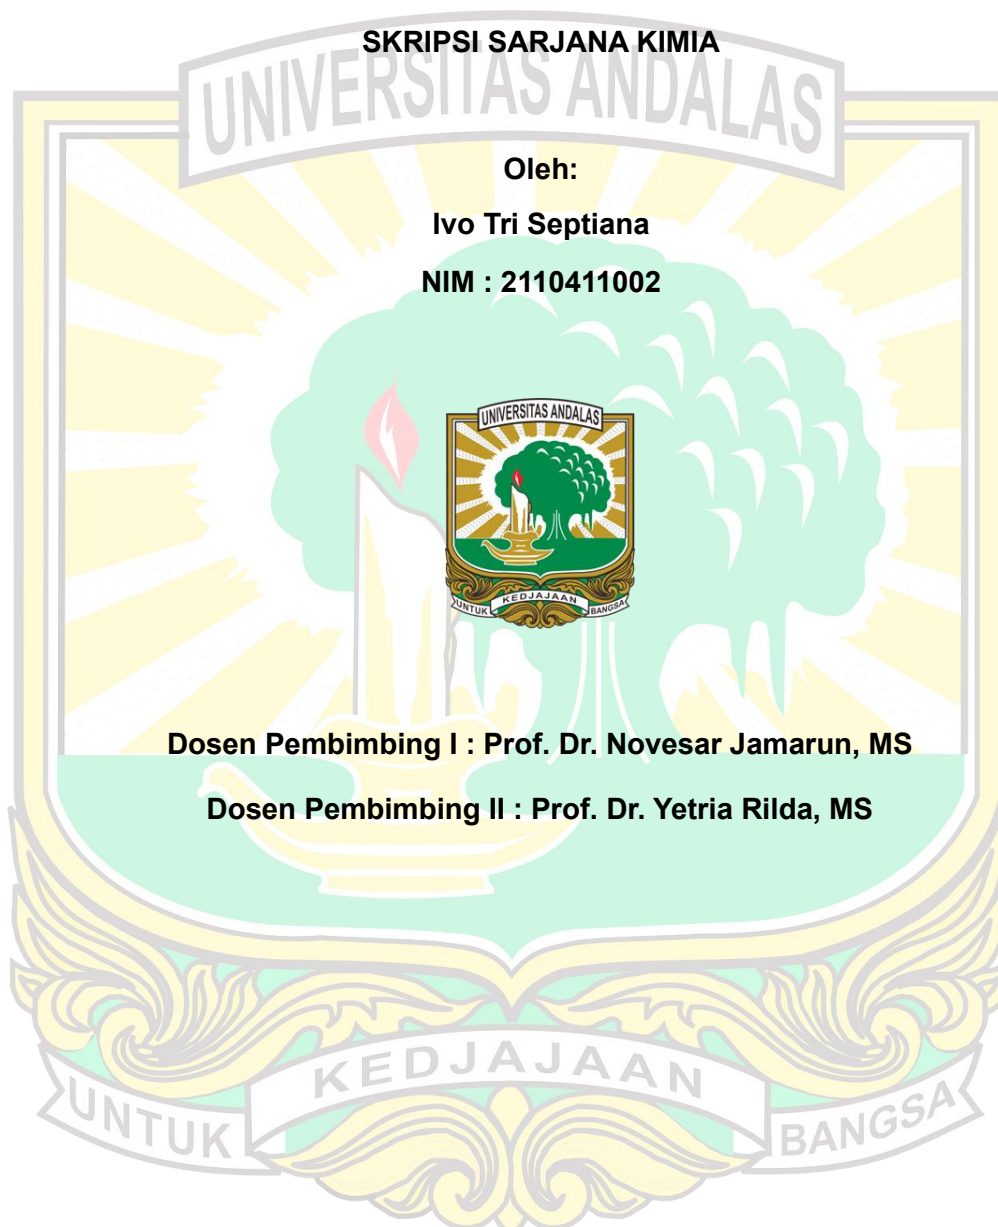 SKRIPSI SARJANA KIMIA
UNIVERSITAS ANDALAS
Oleh:
Ivo Tri Septiana
NIM : 2110411002
UNIVERSITAS ANDALAS
UNTUK KEDJAJAAN BANGSA
Dosen Pembimbing I : Prof. Dr. Novesar Jamarun, MS
Dosen Pembimbing II : Prof. Dr. Yetria Rilda, MS
UNTUK KEDJAJAAN BANGSA